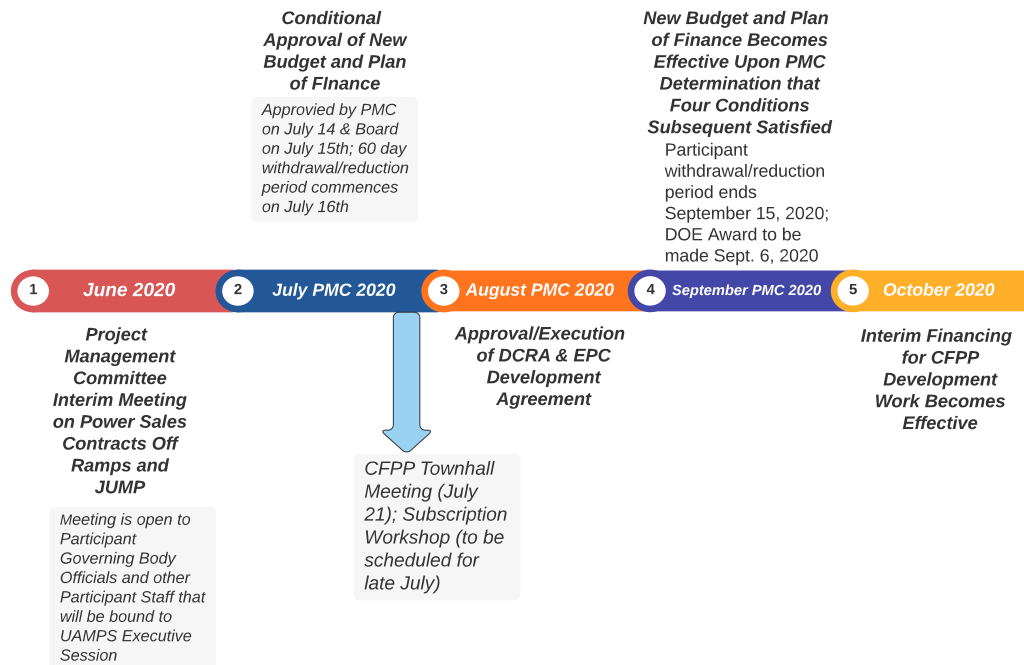 Conditional
Approval of New
Budget and Plan
of FInance
Approvied by PMC
on July 14 & Board
on July 15th; 60 day
withdrawal/reduction
period commences
on July 16th
New Budget and Plan
of Finance Becomes
Effective Upon PMC
Determination that
Four Conditions
Subsequent Satisfied
Participant
withdrawal/reduction
period ends
September 15, 2020;
DOE Award to be
made Sept. 6, 2020
1 June 2020
2 July PMC 2020
3 August PMC 2020
4 September PMC 2020
5 October 2020
Project
Management
Committee
Interim Meeting
on Power Sales
Contracts Off
Ramps and
JUMP
Meeting is open to
Participant
Governing Body
Officials and other
Participant Staff that
will be bound to
UAMPS Executive
Session
CFPP Townhall
Meeting (July
21); Subscription
Workshop (to be
scheduled for
late July)
Approval/Execution
of DCRA & EPC
Development
Agreement
Interim Financing
for CFPP
Development
Work Becomes
Effective